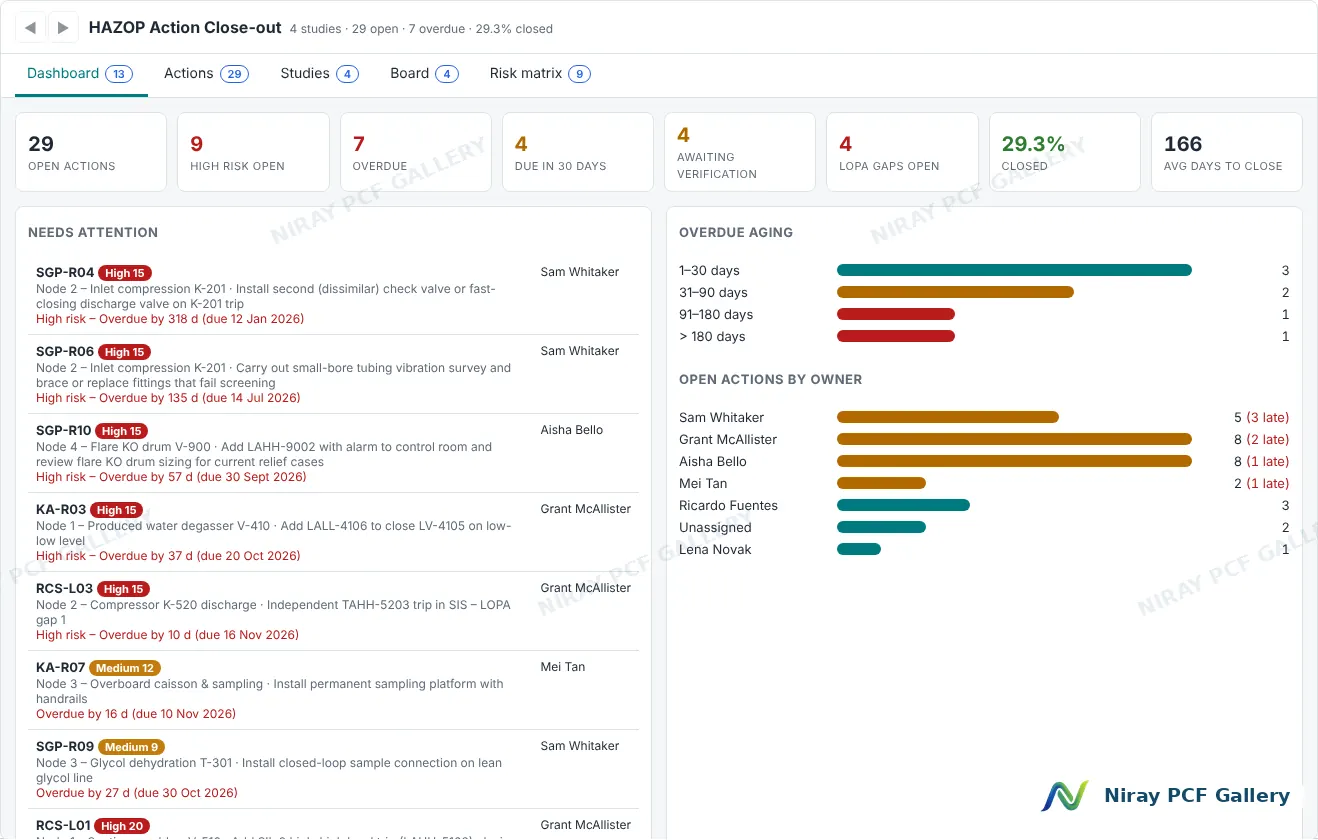 HAZOP Action Close-out 4 studies · 29 open · 7 overdue · 29.3% closed
Dashboard 13 Actions 29 Studies 4 Board 4 Risk matrix 9
29
OPEN ACTIONS
9
HIGH RISK OPEN
7
OVERDUE
4
DUE IN 30 DAYS
4
AWAITING
VERIFICATION
4
LOPA GAPS OPEN
29.3%
CLOSED
166
AVG DAYS TO CLOSE
NEEDS ATTENTION
SGP-R04 High 15 Sam Whitaker
Node 2 – Inlet compression K-201 · Install second (dissimilar) check valve or fast-
closing discharge valve on K-201 trip
High risk – Overdue by 318 d (due 12 Jan 2026)
SGP-R06 High 15 Sam Whitaker
Node 2 – Inlet compression K-201 · Carry out small-bore tubing vibration survey and
brace or replace fittings that fail screening
High risk – Overdue by 135 d (due 14 Jul 2026)
SGP-R10 High 15 Aisha Bello
Node 4 – Flare KO drum V-900 · Add LAHH-9002 with alarm to control room and
review flare KO drum sizing for current relief cases
High risk – Overdue by 57 d (due 30 Sept 2026)
KA-R03 High 15 Grant McAllister
Node 1 – Produced water degasser V-410 · Add LALL-4106 to close LV-4105 on low-
low level
High risk – Overdue by 37 d (due 20 Oct 2026)
RCS-L03 High 15 Grant McAllister
Node 2 – Compressor K-520 discharge · Independent TAHH-5203 trip in SIS – LOPA
gap 1
High risk – Overdue by 10 d (due 16 Nov 2026)
KA-R07 Medium 12 Mei Tan
Node 3 – Overboard caisson & sampling · Install permanent sampling platform with
handrails
Overdue by 16 d (due 10 Nov 2026)
SGP-R09 Medium 9 Sam Whitaker
Node 3 – Glycol dehydration T-301 · Install closed-loop sample connection on lean
glycol line
Overdue by 27 d (due 30 Oct 2026)
RCS-L01 High 20 Grant McAllister
OVERDUE AGING
1–30 days 3
31–90 days 2
91–180 days 1
> 180 days 1
OPEN ACTIONS BY OWNER
Sam Whitaker 5 (3 late)
Grant McAllister 8 (2 late)
Aisha Bello 8 (1 late)
Mei Tan 2 (1 late)
Ricardo Fuentes 3
Unassigned 2
Lena Novak 1
Niray PCF Gallery
NIRAY PCF GALLERY
NIRAY PCF GALLERY
PCF GALLERY
NIRAY PCF GALLERY
NIRAY PCF GALLE